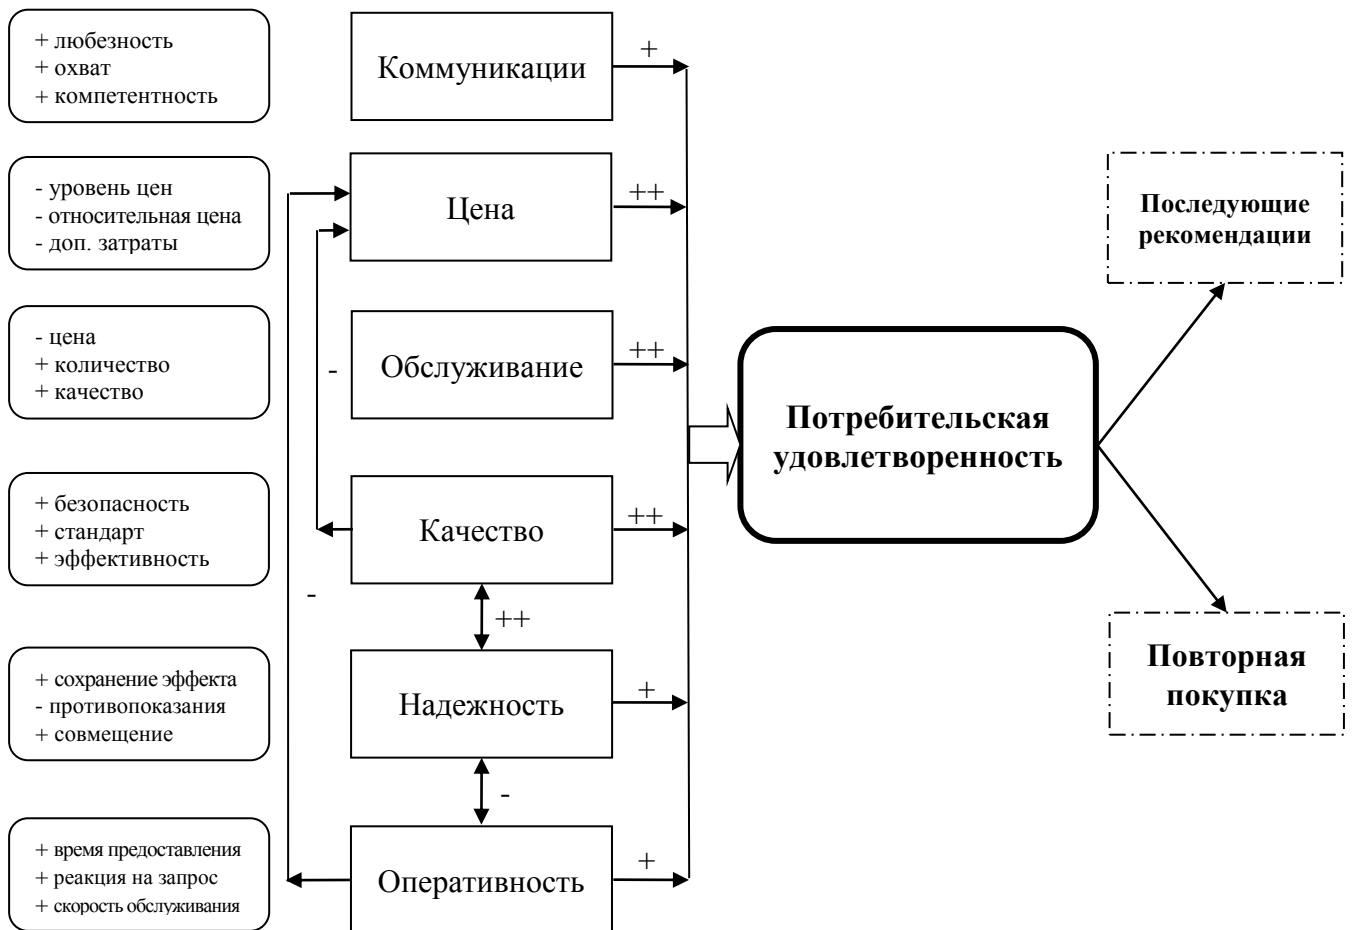 + любезность
+ охват
+ компетентность
Коммуникации
+
- уровень цен
- относительная цена
- доп. затраты
Цена
++
- цена
+ количество
+ качество
-
Обслуживание
++
+ безопасность
+ стандарт
+ эффективность
Качество
++
-
++
+ сохранение эффекта
- противопоказания
+ совмещение
Надежность
+
-
+ время предоставления
+ реакция на запрос
+ скорость обслуживания
Оперативность
+
Потребительская
удовлетворенность
Последующие
рекомендации
Повторная
покупка